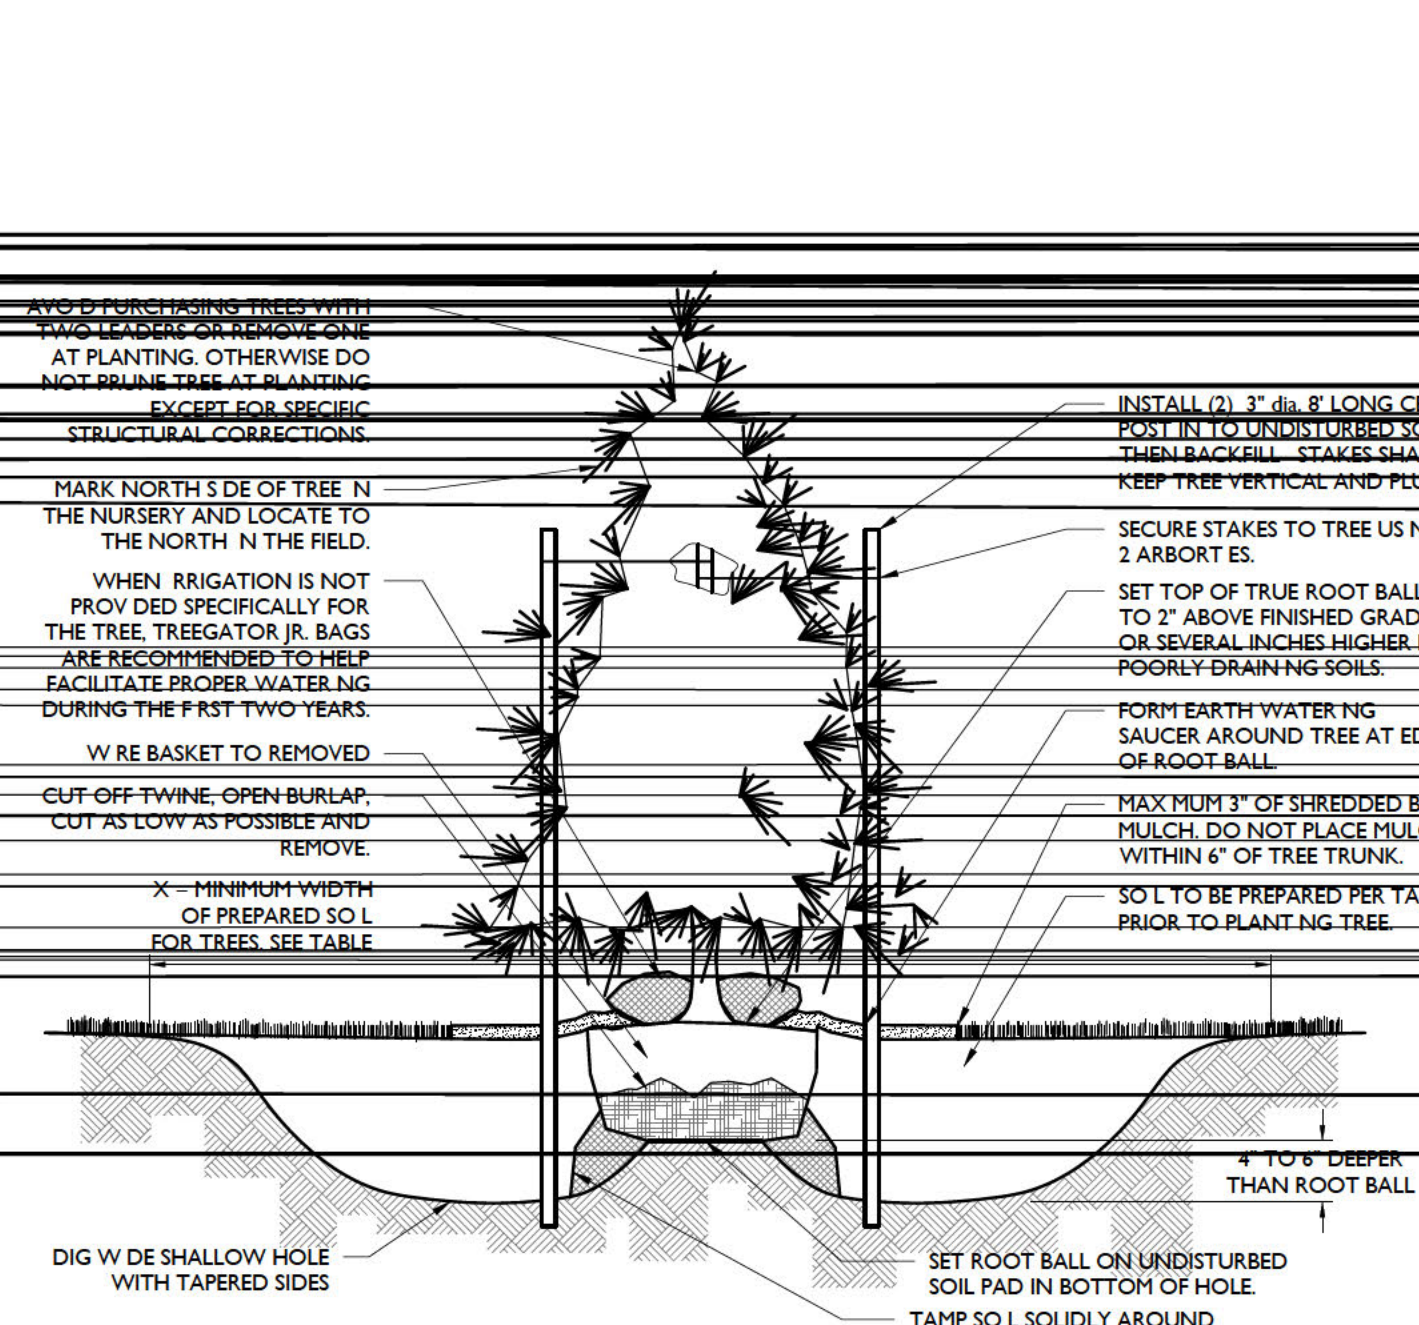 AVO D PURCHASING TREES WITH
TWO LEADERS OR REMOVE ONE
AT PLANTING. OTHERWISE DO
NOT PRUNE TREE AT PLANTING
EXCEPT FOR SPECIFIC
STRUCTURAL CORRECTIONS.
MARK NORTH S DE OF TREE N
THE NURSERY AND LOCATE TO
THE NORTH N THE FIELD.
WHEN RRIGATION IS NOT
PROV DED SPECIFICALLY FOR
THE TREE, TREEGATOR JR. BAGS
ARE RECOMMENDED TO HELP
FACILITATE PROPER WATER NG
DURING THE F RST TWO YEARS.
W RE BASKET TO REMOVED
CUT OFF TWINE, OPEN BURLAP,
CUT AS LOW AS POSSIBLE AND
REMOVE.
X – MINIMUM WIDTH
OF PREPARED SO L
FOR TREES. SEE TABLE
DIG W DE SHALLOW HOLE
WITH TAPERED SIDES
INSTALL (2) 3" dia. 8' LONG
POST IN TO UNDISTURBED
THEN BACKFILL STAKES
KEEP TREE VERTICAL AND
SECURE STAKES TO TREE US N
2 ARBORT ES.
SET TOP OF TRUE ROOT BALL
TO 2" ABOVE FINISHED GRAD
OR SEVERAL INCHES HIGHER
POORLY DRAIN NG SOILS.
FORM EARTH WATER NG
SAUCER AROUND TREE AT
OF ROOT BALL.
MAX MUM 3" OF SHREDDED
MULCH. DO NOT PLACE
WITHIN 6" OF TREE TRUNK.
SO L TO BE PREPARED PER
PRIOR TO PLANT NG TREE.
4" TO 6" DEEPER
THAN ROOT BALL
SET ROOT BALL ON UNDISTURBED
SOIL PAD IN BOTTOM OF HOLE.
TAMP SO L SOLIDLY AROUND